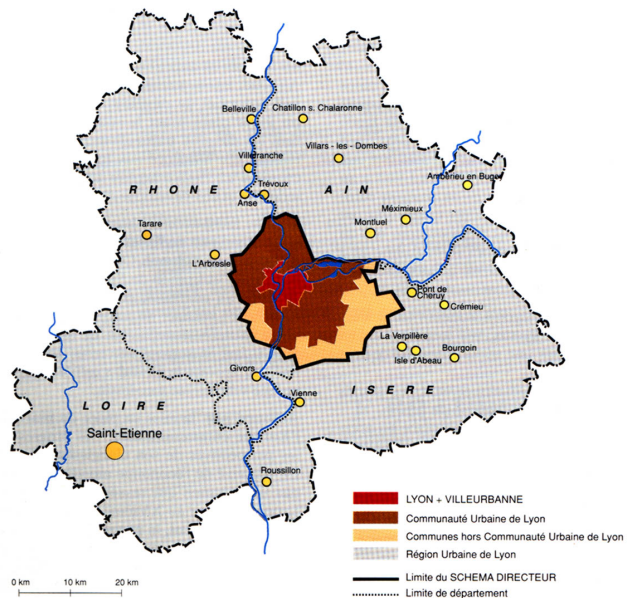 Belleville
Chatillon s. Chalaronne
Villars - les - Dombes
Villefranche
Ambérieu en Bugey
RHONE
Trévoux
AIN
Anse
Méximieux
Tarare
Montluel
L'Arbresle
Pont de
Cheruy
Crémieu
La Verpillère
Bourgoin
Isle d'Abeau
Givors
ISERE
Vienne
LOIRE
Saint-Etienne
Roussillon
LYON + VILLEURBANNE
Communauté Urbaine de Lyon
Communes hors Communauté Urbaine de Lyon
Région Urbaine de Lyon
Limite du SCHEMA DIRECTEUR
Limite de département
0 km 10 km 20 km